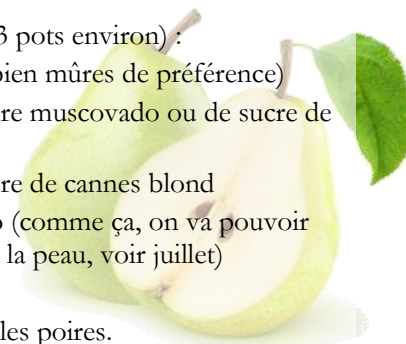 3 pots environ) :
bien mûres de préférence)
re muscovado ou de sucre de
re de cannes blond
o (comme ça, on va pouvoir
la peau, voir juillet)
les poires.